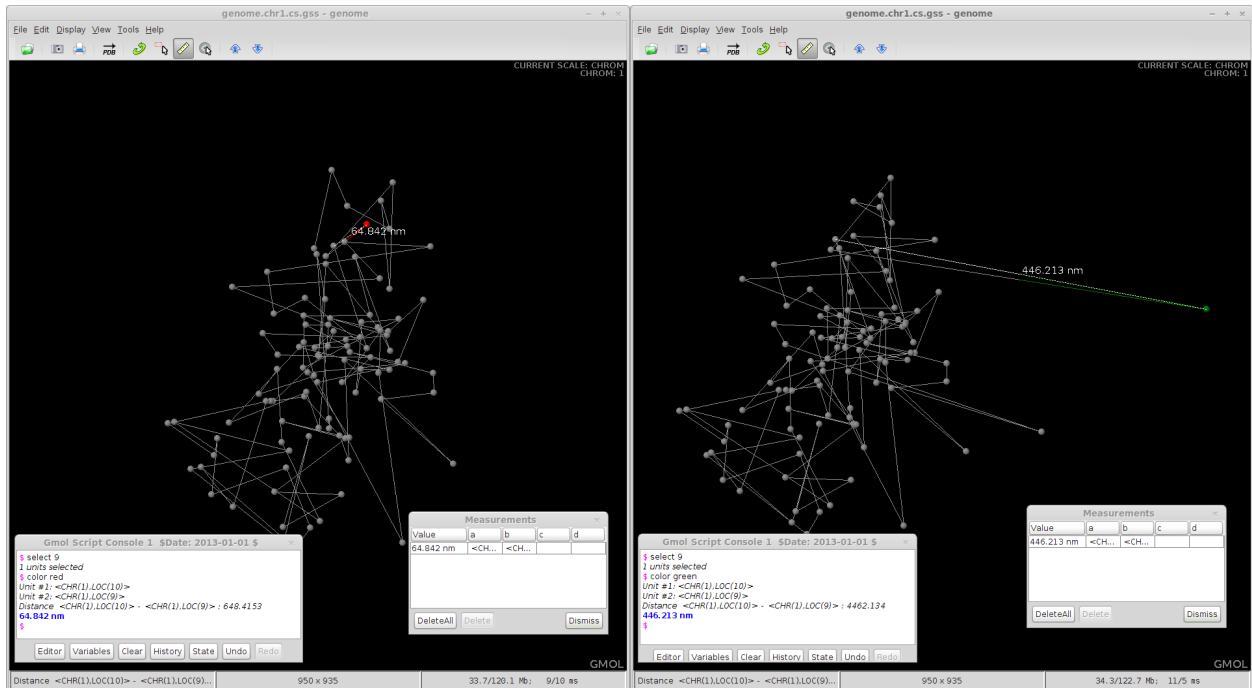 genome.chr1.cs.gss - genome
File Edit Display View Tools Help
PDB
CURRENT SCALE: CHROM
CHROM: 1
64.842 nm
Measurements
Value a b c d
64.842 nm <CH... <CH...
DeleteAll Delete Dismiss
Gmol Script Console 1 $Date: 2013-01-01 $
$ select 9
1 units selected
$ color red
Unit #1: <CHR(1),LOC(10)>
Unit #2: <CHR(1),LOC(9)>
Distance <CHR(1),LOC(10)> - <CHR(1),LOC(9)> : 648.4153
64.842 nm
$
Editor Variables Clear History State Undo Redo
GMOL
Distance <CHR(1),LOC(10)> - <CHR(1),LOC(9)... 950 x 935 33.7/120.1 Mb; 9/10 ms
genome.chr1.cs.gss - genome
File Edit Display View Tools Help
PDB
CURRENT SCALE: CHROM
CHROM: 1
446.213 nm
Measurements
Value a b c d
446.213 nm <CH... <CH...
DeleteAll Delete Dismiss
Gmol Script Console 1 $Date: 2013-01-01 $
$ select 9
1 units selected
$ color green
Unit #1: <CHR(1),LOC(10)>
Unit #2: <CHR(1),LOC(9)>
Distance <CHR(1),LOC(10)> - <CHR(1),LOC(9)> : 4462.134
446.213 nm
$
Editor Variables Clear History State Undo Redo
GMOL
Distance <CHR(1),LOC(10)> - <CHR(1),LOC(9)... 950 x 935 34.3/122.7 Mb; 11/5 ms